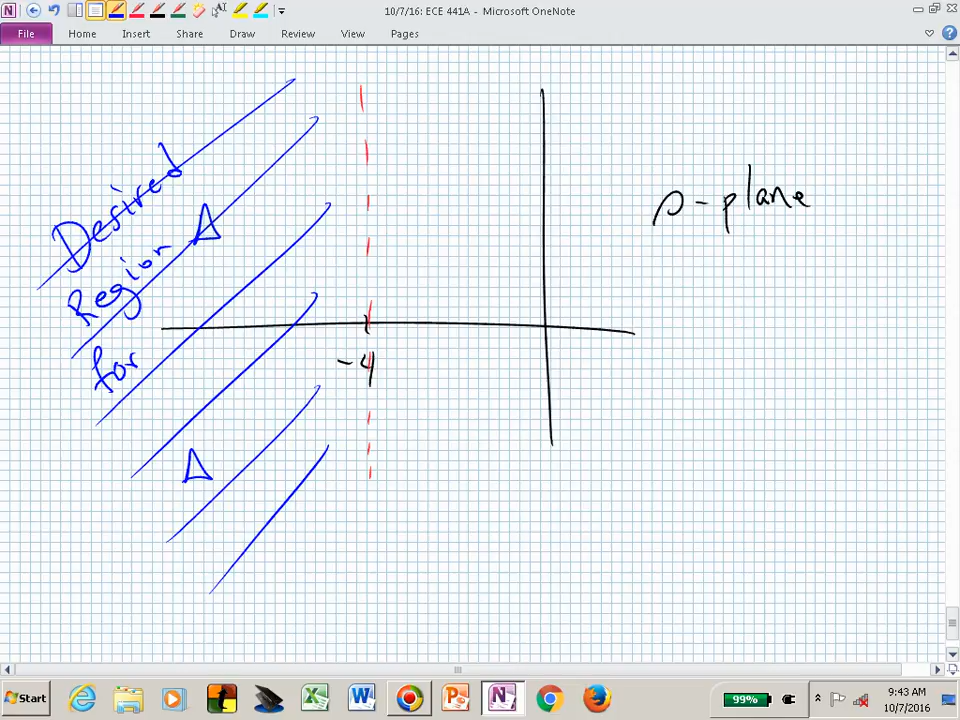 10/7/16: ECE 441A - Microsoft OneNote
File Home Insert Share Draw Review View Pages
Desired
Region Δ
for
Δ
s-plane
-4
Start
99%
9:43 AM
10/7/2016